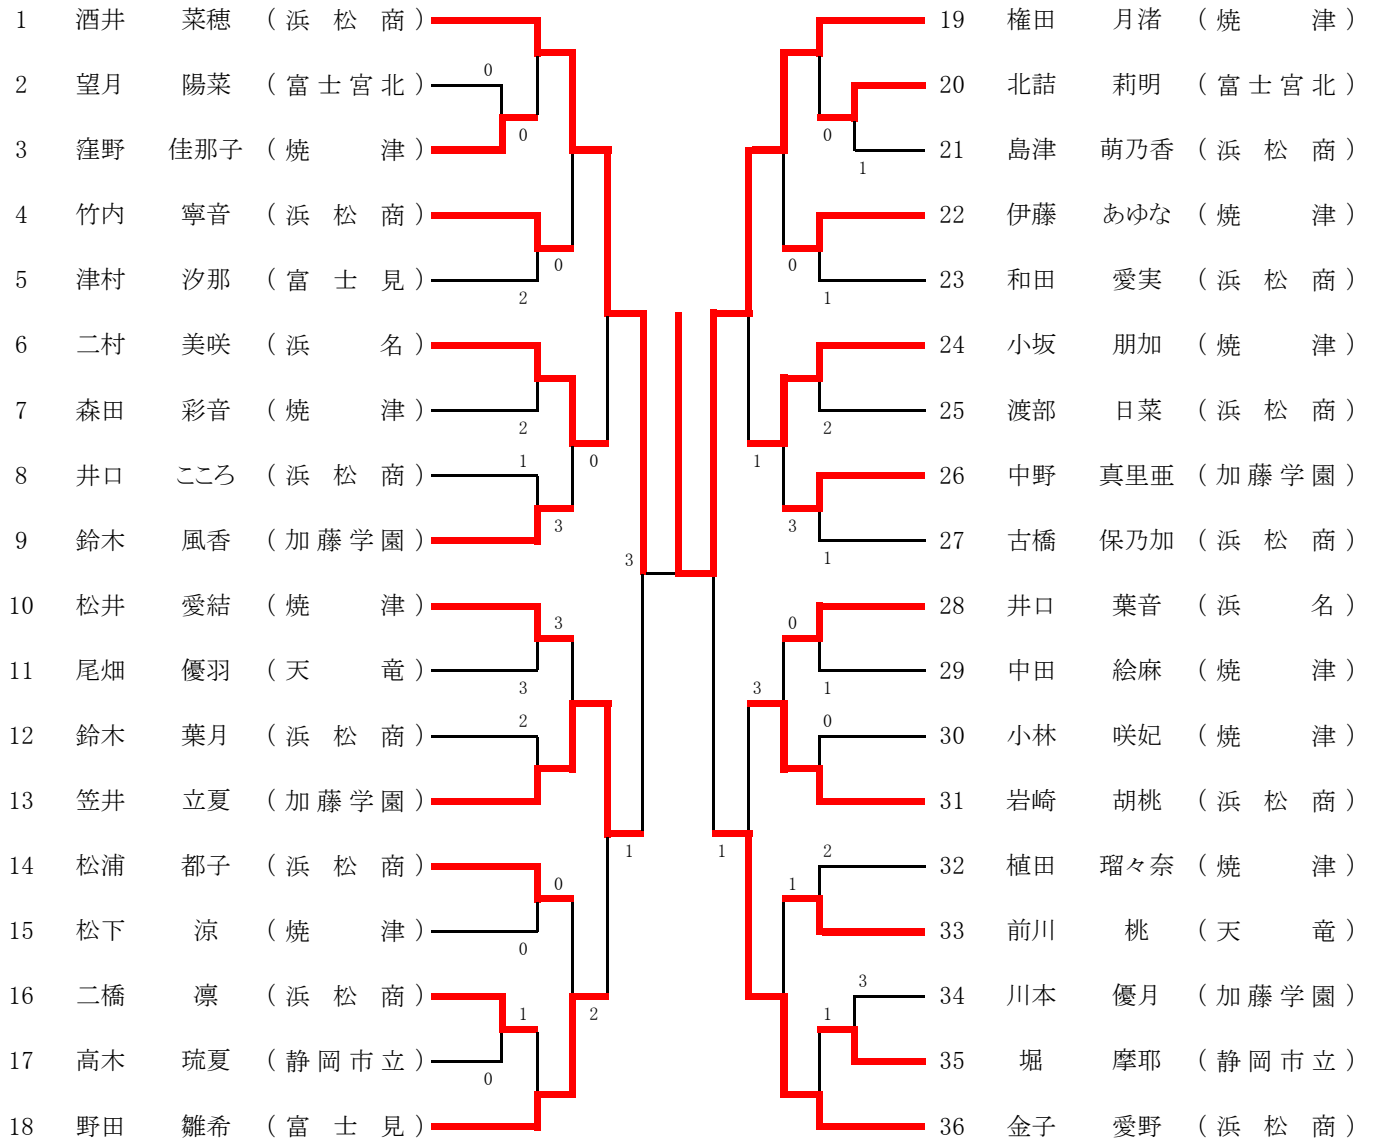 1 酒井 菜穂 （浜松商） 19 権田 月渚 （焼津）
0
2 望月 陽菜 （富士宮北） 20 北詰 莉明 （富士宮北）
0 0
3 窪野 佳那子 （焼津） 21 島津 萌乃香 （浜松商）
1
4 竹内 寧音 （浜松商） 22 伊藤 あゆな （焼津）
0 0
5 津村 汐那 （富士見） 23 和田 愛実 （浜松商）
2 1
6 二村 美咲 （浜名） 24 小坂 朋加 （焼津）
7 森田 彩音 （焼津） 25 渡部 日菜 （浜松商）
2 2
1 0 1
8 井口 こころ （浜松商） 26 中野 真里亜 （加藤学園）
3 3
9 鈴木 風香 （加藤学園） 27 古橋 保乃加 （浜松商）
3 1
10 松井 愛結 （焼津） 28 井口 葉音 （浜名）
3 0
11 尾畑 優羽 （天竜） 29 中田 絵麻 （焼津）
3 3 1
2 0
12 鈴木 葉月 （浜松商） 30 小林 咲妃 （焼津）
13 笠井 立夏 （加藤学園） 31 岩崎 胡桃 （浜松商）
1 1 2
14 松浦 都子 （浜松商） 32 植田 瑠々奈 （焼津）
0 1
15 松下 涼 （焼津） 33 前川 桃 （天竜）
0
3
16 二橋 凛 （浜松商） 34 川本 優月 （加藤学園）
1 2 1
17 高木 琉夏 （静岡市立） 35 堀 摩耶 （静岡市立）
0
18 野田 雛希 （富士見） 36 金子 愛野 （浜松商）